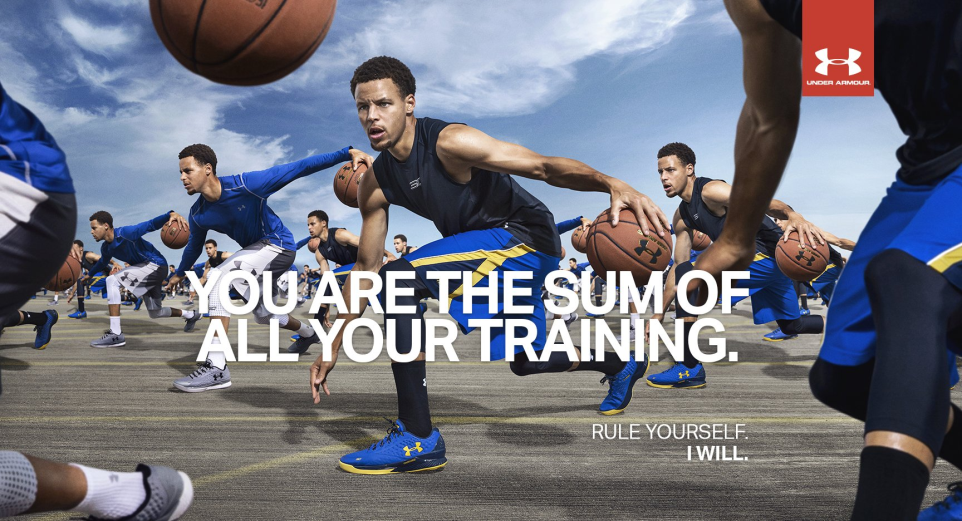 UNDER ARMOUR
YOU ARE THE SUM OF
ALL YOUR TRAINING.
RULE YOURSELF.
I WILL.